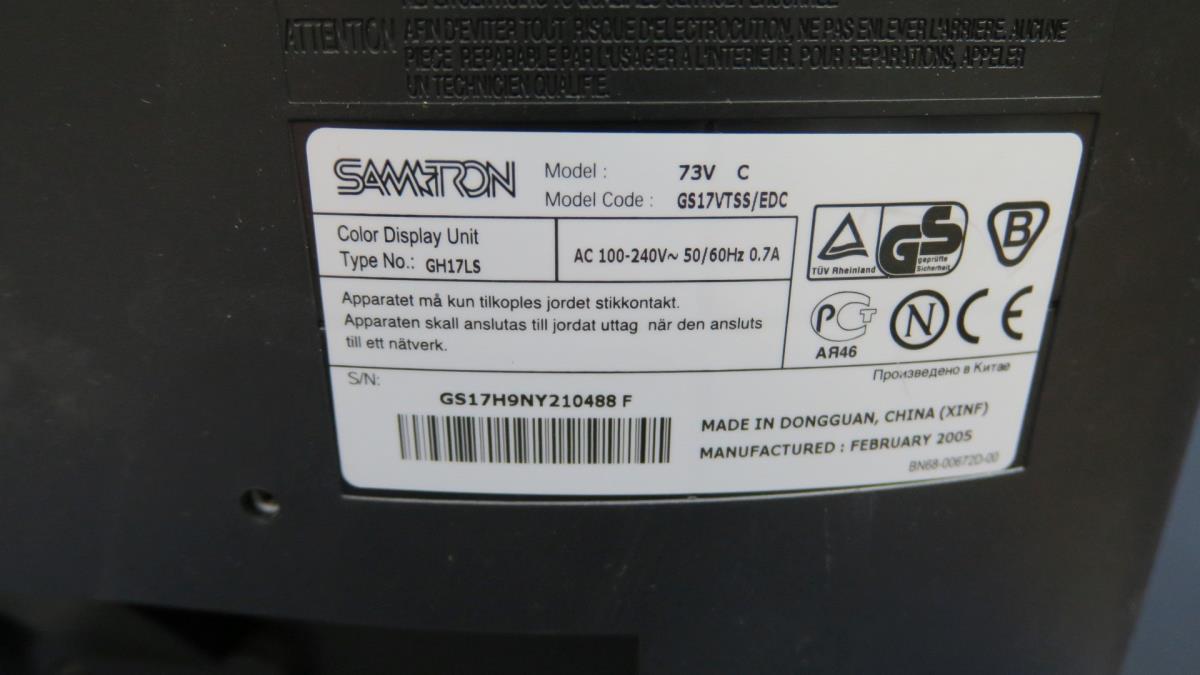 ATTENTION AFIN D'EVITER TOUT RISQUE D'ELECTROCUTION, NE PAS ENLEVER L'ARRIERE. AUCUNE
PIECE REPARABLE PAR L'USAGER A L'INTERIEUR. POUR REPARATIONS, APPELER
UN TECHNICIEN QUALIFIE.
SAMTRON
Model : 73V C
Model Code : GS17VTSS/EDC
Color Display Unit
Type No.: GH17LS
AC 100-240V~ 50/60Hz 0.7A
TÜV Rheinland
GS
geprüfte
Sicherheit
B
Apparatet må kun tilkoples jordet stikkontakt.
Apparaten skall anslutas till jordat uttag när den ansluts
till ett nätverk.
РСТ
АЯ46
N
CE
Произведено в Китае
S/N:
GS17H9NY210488 F
MADE IN DONGGUAN, CHINA (XINF)
MANUFACTURED : FEBRUARY 2005
BN68-00672D-00